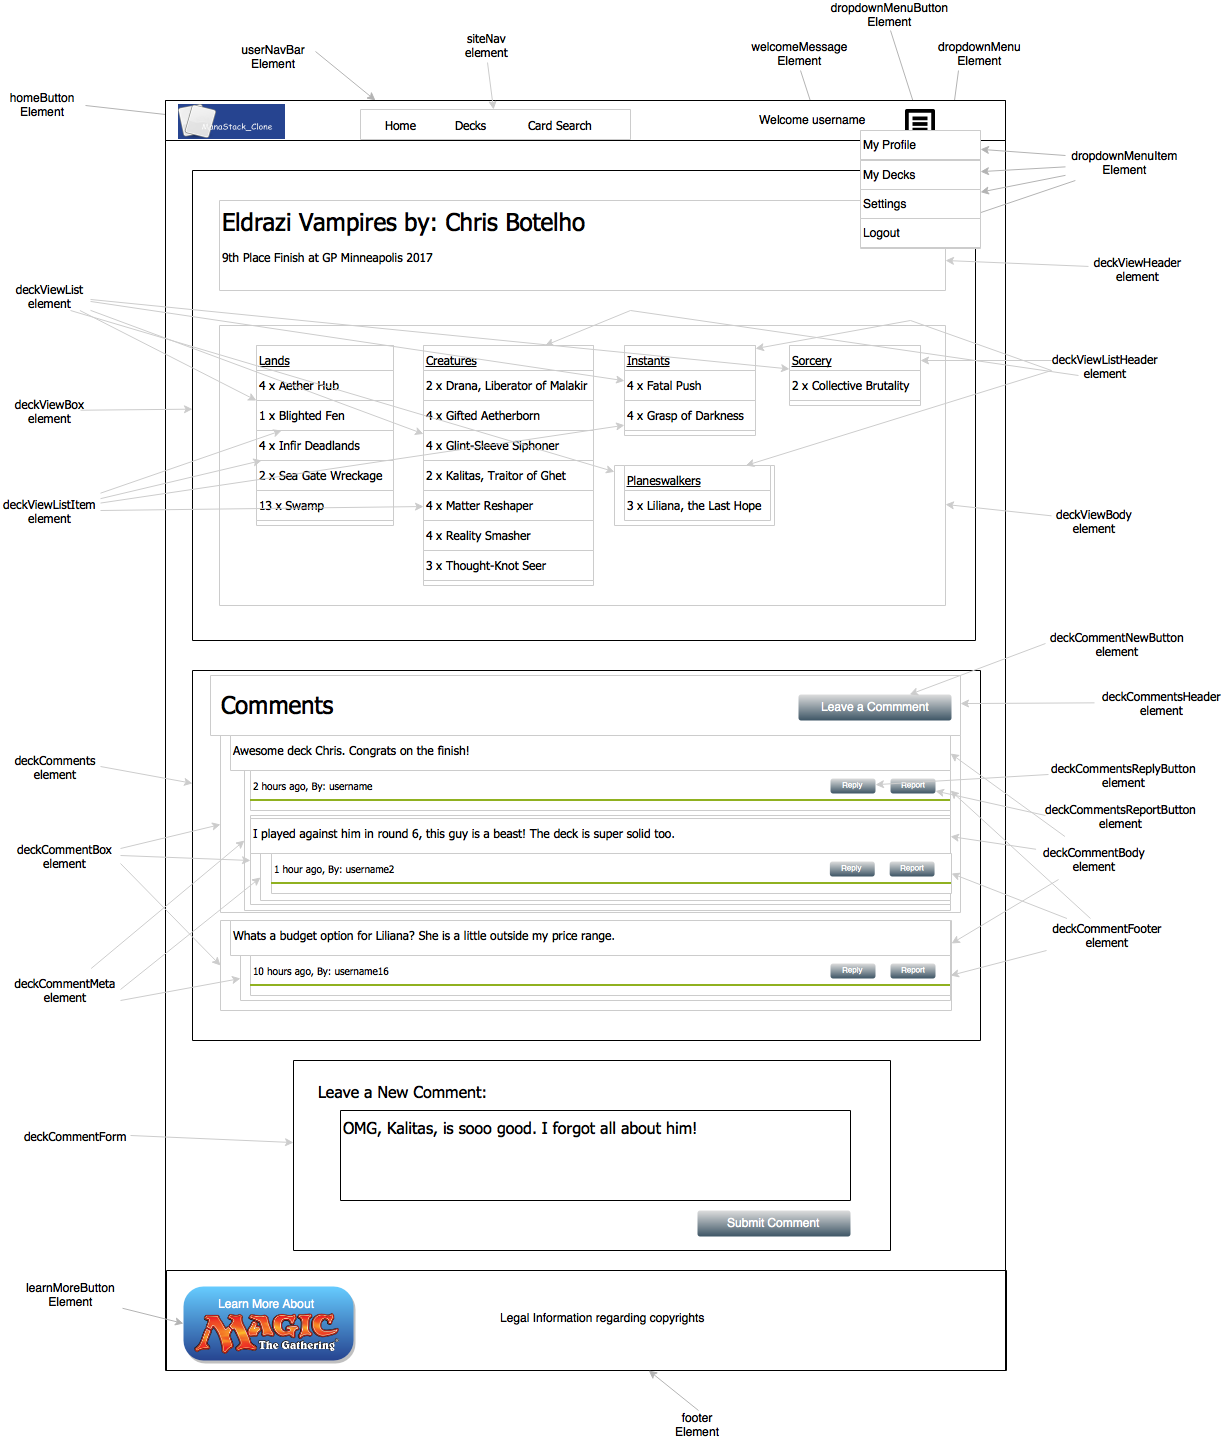 dropdownMenuButton
Element
siteNav
element
userNavBar
Element
welcomeMessage
Element
dropdownMenu
Element
homeButton
Element
ManaStack_Clone
Home
Decks
Card Search
Welcome username
My Profile
My Decks
Settings
Logout
dropdownMenuItem
Element
Eldrazi Vampires by: Chris Botelho
9th Place Finish at GP Minneapolis 2017
deckViewHeader
element
deckViewList
element
Lands
4 x Aether Hub
1 x Blighted Fen
4 x Infir Deadlands
2 x Sea Gate Wreckage
13 x Swamp
Creatures
2 x Drana, Liberator of Malakir
4 x Gifted Aetherborn
4 x Glint-Sleeve Siphoner
2 x Kalitas, Traitor of Ghet
4 x Matter Reshaper
4 x Reality Smasher
3 x Thought-Knot Seer
Instants
4 x Fatal Push
4 x Grasp of Darkness
Sorcery
2 x Collective Brutality
Planeswalkers
3 x Liliana, the Last Hope
deckViewListHeader
element
deckViewBox
element
deckViewListItem
element
deckViewBody
element
deckCommentNewButton
element
Comments
Leave a Commment
deckCommentsHeader
element
Awesome deck Chris. Congrats on the finish!
2 hours ago, By: username
Reply
Report
deckComments
element
deckCommentsReplyButton
element
deckCommentsReportButton
element
I played against him in round 6, this guy is a beast! The deck is super solid too.
1 hour ago, By: username2
Reply
Report
deckCommentBox
element
deckCommentBody
element
Whats a budget option for Liliana? She is a little outside my price range.
10 hours ago, By: username16
Reply
Report
deckCommentFooter
element
deckCommentMeta
element
Leave a New Comment:
OMG, Kalitas, is sooo good. I forgot all about him!
Submit Comment
deckCommentForm
learnMoreButton
Element
Learn More About
MAGIC
The Gathering
Legal Information regarding copyrights
footer
Element